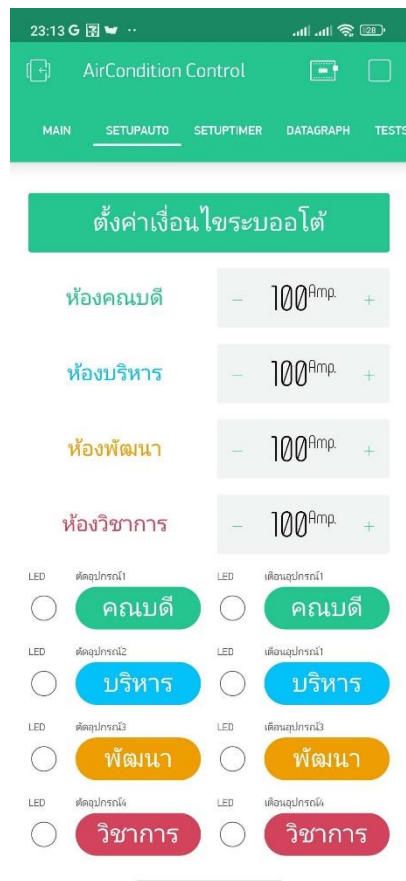 23:13 G 28
AirCondition Control
MAIN SETUPAUTO SETUPTIMER DATAGRAPH TESTS
ตั้งค่าเงื่อนไขระบบออโต้
ห้องคณบดี - 100Amp. +
ห้องบริหาร - 100Amp. +
ห้องพัฒนา - 100Amp. +
ห้องวิชาการ - 100Amp. +
LED ตัดอุปกรณ์1 LED เตือนอุปกรณ์1
คณบดี คณบดี
LED ตัดอุปกรณ์2 LED เตือนอุปกรณ์1
บริหาร บริหาร
LED ตัดอุปกรณ์3 LED เตือนอุปกรณ์3
พัฒนา พัฒนา
LED ตัดอุปกรณ์4 LED เตือนอุปกรณ์4
วิชาการ วิชาการ